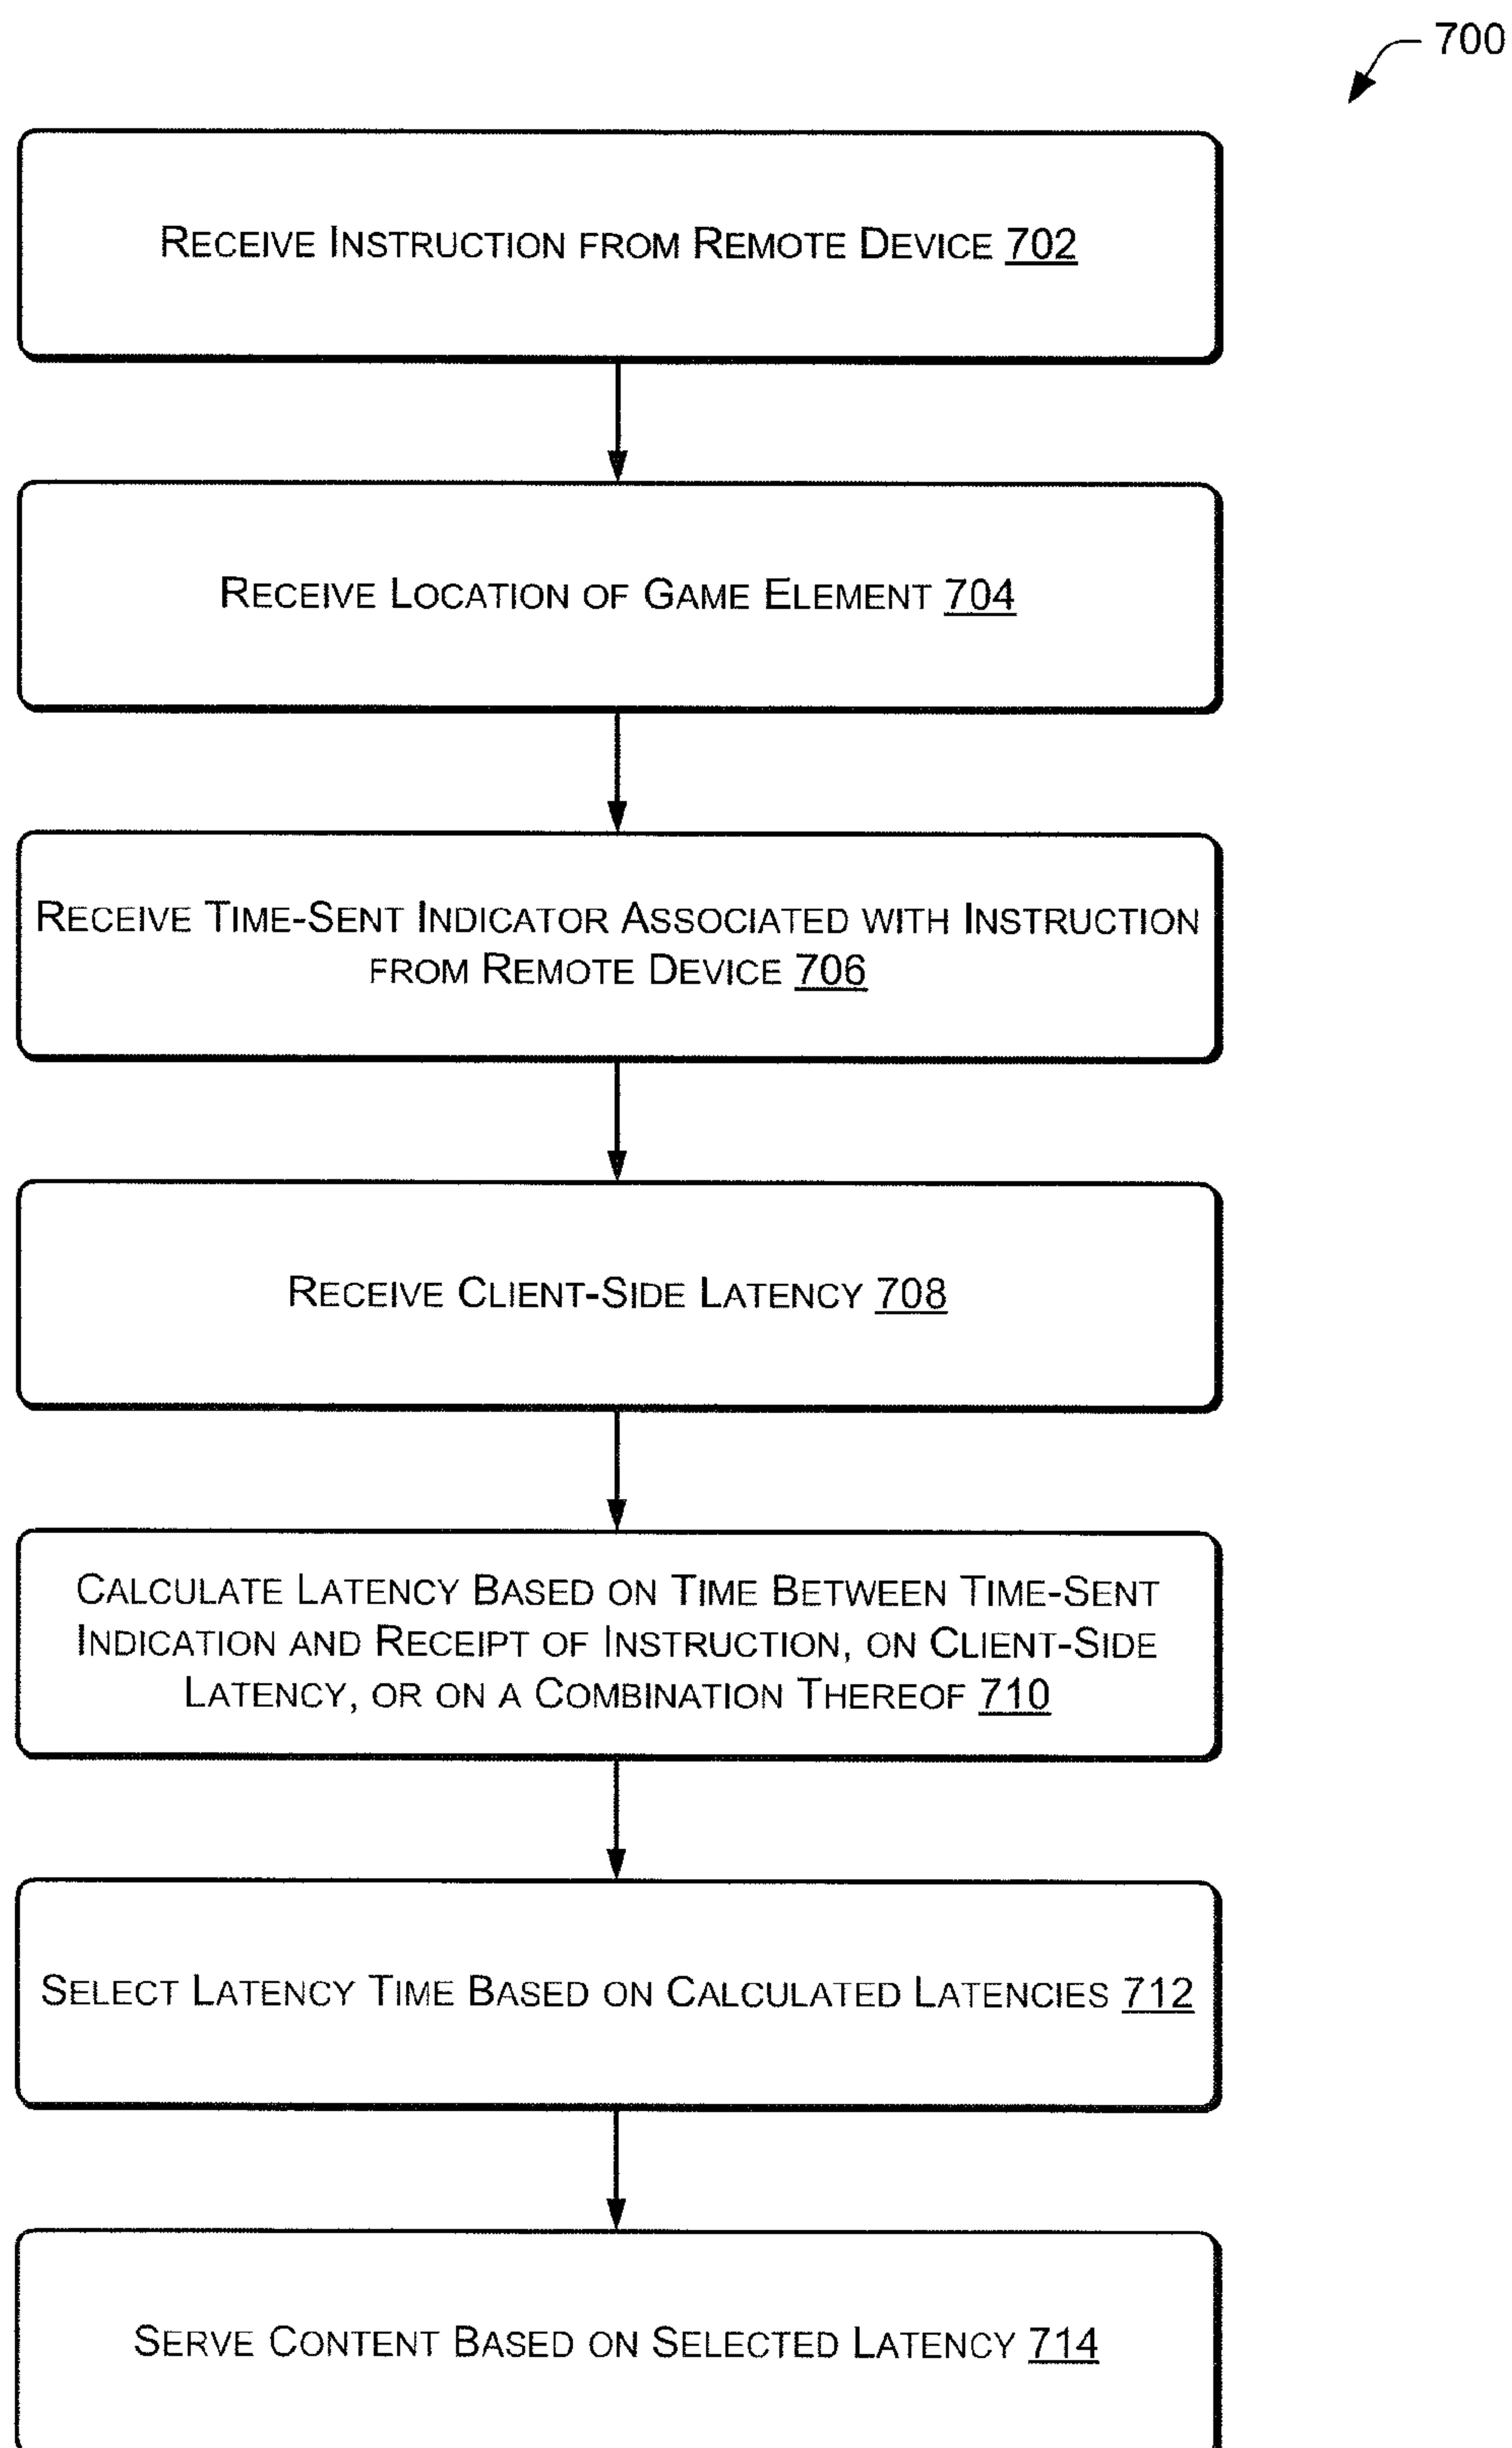 700
RECEIVE INSTRUCTION FROM REMOTE DEVICE 702
RECEIVE LOCATION OF GAME ELEMENT 704
RECEIVE TIME-SENT INDICATOR ASSOCIATED WITH INSTRUCTION
FROM REMOTE DEVICE 706
RECEIVE CLIENT-SIDE LATENCY 708
CALCULATE LATENCY BASED ON TIME BETWEEN TIME-SENT
INDICATION AND RECEIPT OF INSTRUCTION, ON CLIENT-SIDE
LATENCY, OR ON A COMBINATION THEREOF 710
SELECT LATENCY TIME BASED ON CALCULATED LATENCIES 712
SERVE CONTENT BASED ON SELECTED LATENCY 714